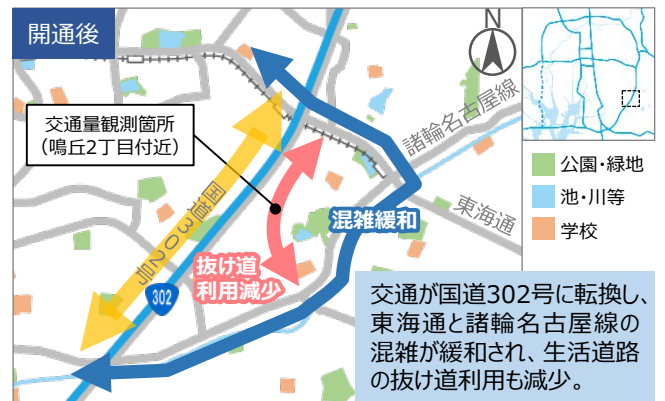 開通後
N
交通量観測箇所
（鳴丘2丁目付近）
諸輪名古屋線
東海通
国道302号
混雑緩和
抜け道
利用減少
302
公園・緑地
池・川等
学校
交通が国道302号に転換し、
東海通と諸輪名古屋線の
混雑が緩和され、生活道路
の抜け道利用も減少。